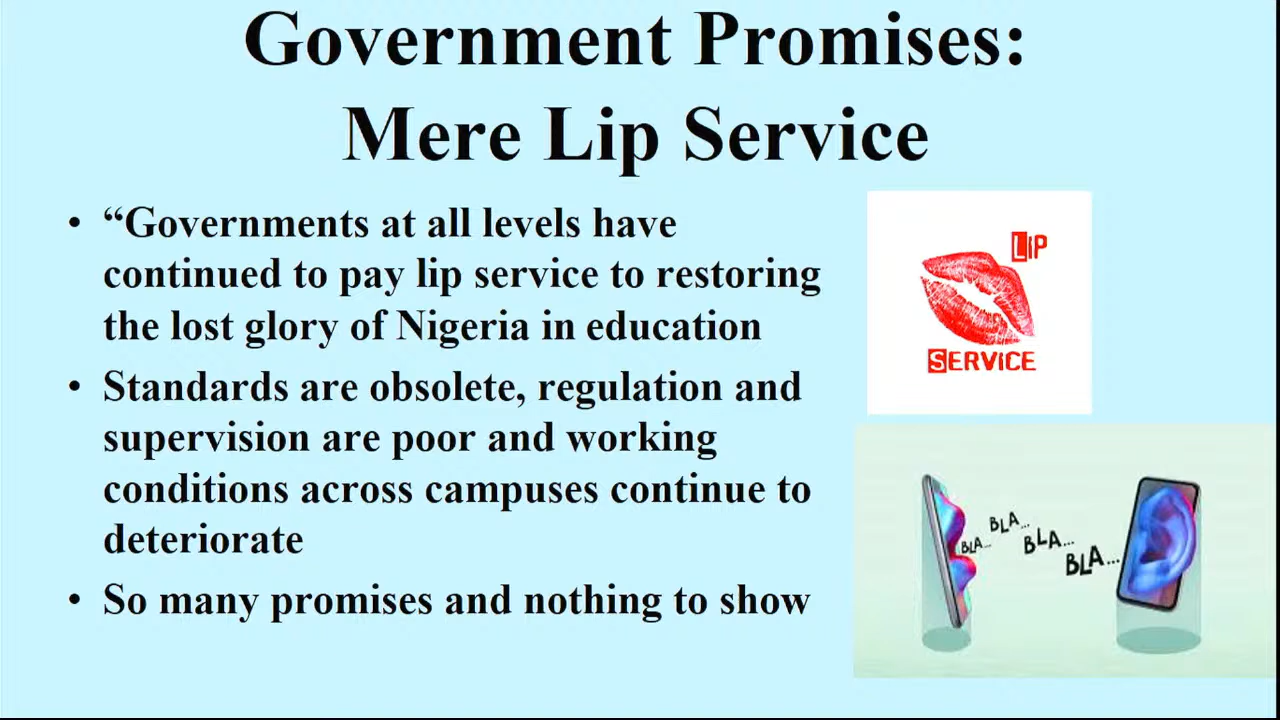 Government Promises:
Mere Lip Service
• “Governments at all levels have
continued to pay lip service to restoring
the lost glory of Nigeria in education
• Standards are obsolete, regulation and
supervision are poor and working
conditions across campuses continue to
deteriorate
• So many promises and nothing to show
LiP
SERViCE
BLA...
BLA...
BLA...
BLA...